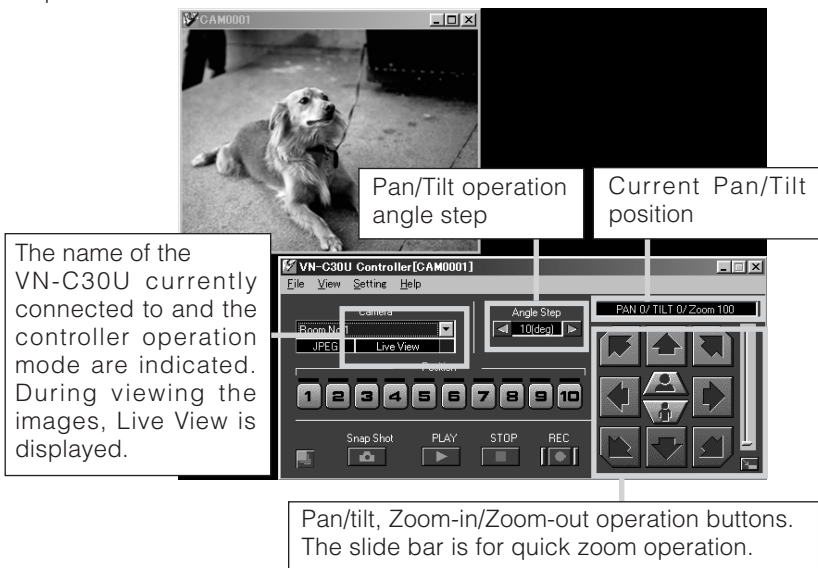 CAM0001
Pan/Tilt operation
angle step
Current Pan/Tilt
position
The name of the
VN-C30U currently
connected to and the
controller operation
mode are indicated.
During viewing the
images, Live View is
displayed.
VN-C30U Controller[CAM0001]
File View Setting Help
Camera
Room No.1
JPEG Live View
Angle Step
10(deg)
PAN 0/ TILT 0/ Zoom 100
Position
1 2 3 4 5 6 7 8 9 10
Snap Shot PLAY STOP REC
Pan/tilt, Zoom-in/Zoom-out operation buttons.
The slide bar is for quick zoom operation.